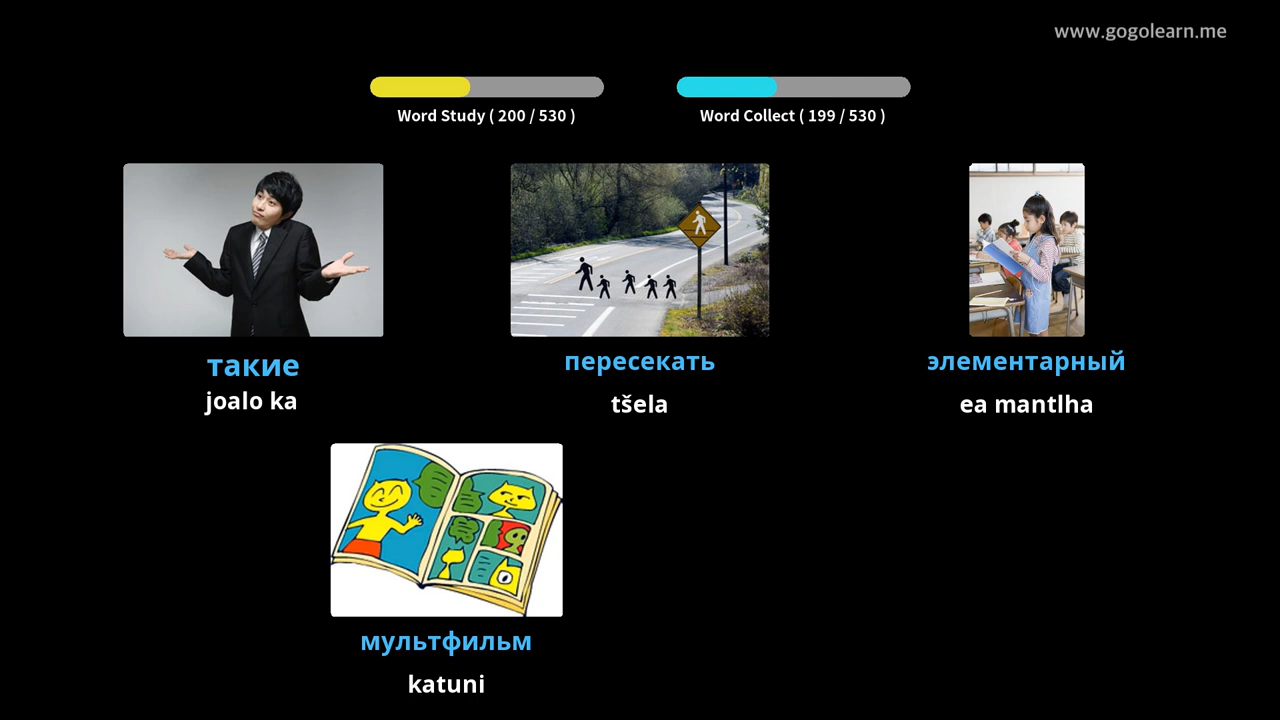 www.gogolearn.me
Word Study ( 200 / 530 )
Word Collect ( 199 / 530 )
такие
joalo ka
пересекать
tšela
элементарный
ea mantlha
мультфильм
katuni